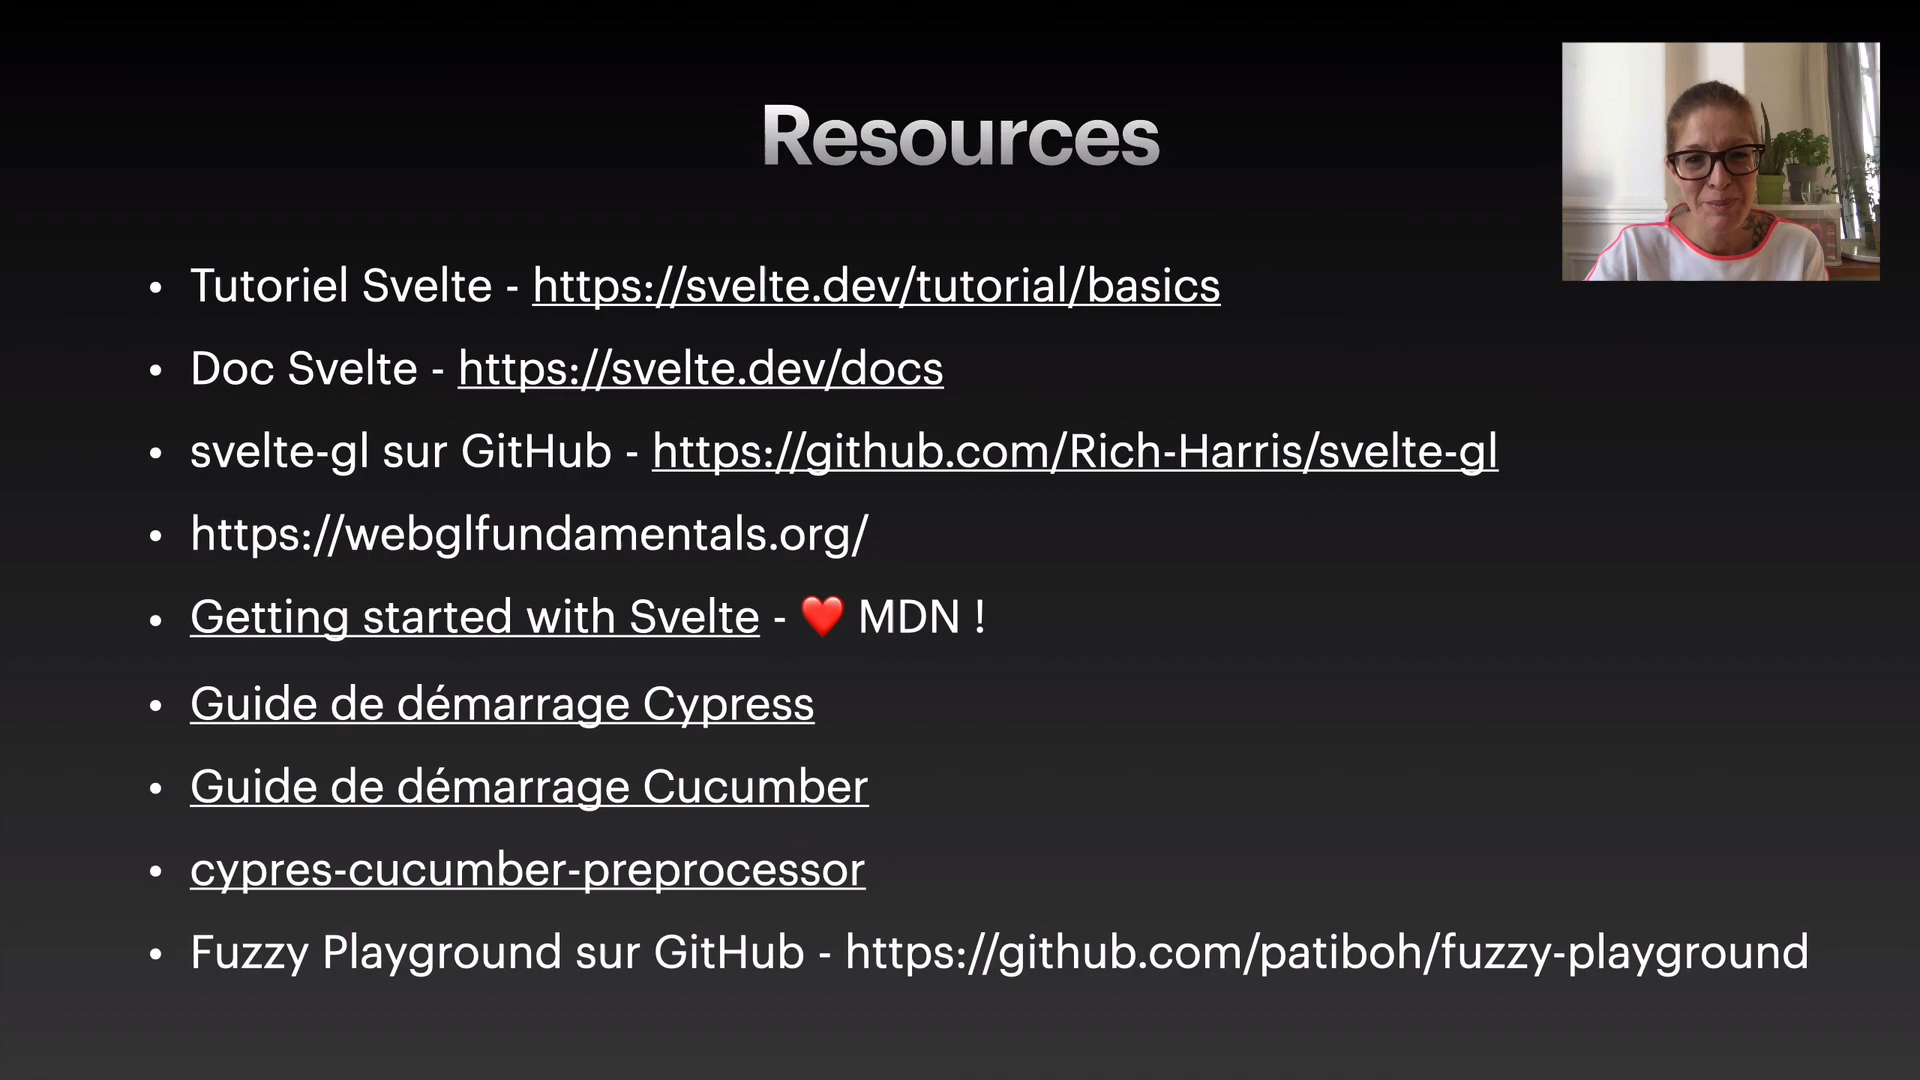 Resources
• Tutoriel Svelte - https://svelte.dev/tutorial/basics
• Doc Svelte - https://svelte.dev/docs
• svelte-gl sur GitHub - https://github.com/Rich-Harris/svelte-gl
• https://webglfundamentals.org/
• Getting started with Svelte - ❤️ MDN !
• Guide de démarrage Cypress
• Guide de démarrage Cucumber
• cypres-cucumber-preprocessor
• Fuzzy Playground sur GitHub - https://github.com/patiboh/fuzzy-playground